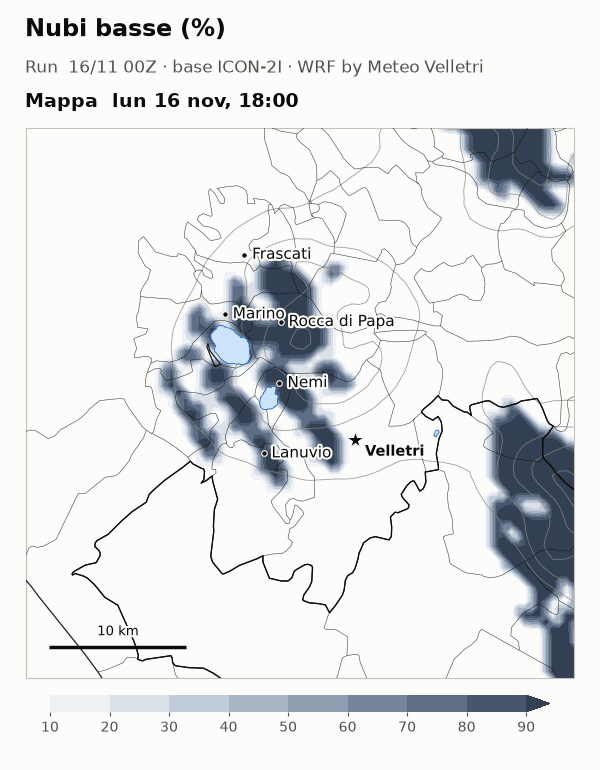 Nubi basse (%)
Run  16/11 00Z · base ICON-2I · WRF by Meteo Velletri
Mappa  lun 16 nov, 18:00
Frascati
Marino
Rocca di Papa
Nemi
Velletri
Lanuvio
10 km
10 20 30 40 50 60 70 80 90